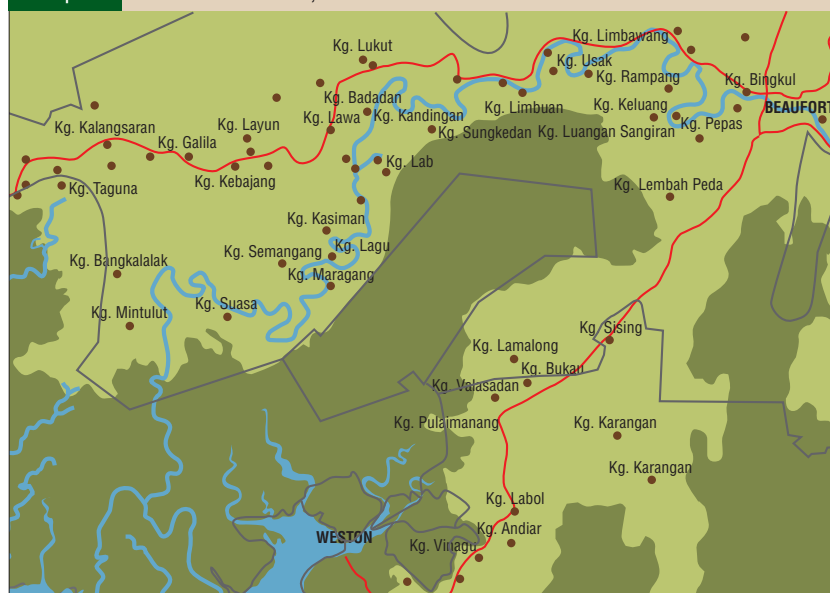 Kg. Limbawang
Kg. Lukut
Kg. Usak
Kg. Rampang
Kg. Bingkul
Kg. Badadan
Kg. Limbuan
Kg. Keluang
BEAUFORT
Kg. Kalangsaran
Kg. Layun
Kg. Lawa
Kg. Kandingan
Kg. Sungkedan
Kg. Luangan Sangiran
Kg. Pepas
Kg. Galila
Kg. Lab
Kg. Kebajang
Kg. Taguna
Kg. Lembah Peda
Kg. Kasiman
Kg. Semangang
Kg. Lagu
Kg. Bangkalalak
Kg. Maragang
Kg. Suasa
Kg. Mintulut
Kg. Sising
Kg. Lamalong
Kg. Bukau
Kg. Valasadan
Kg. Pulaimanang
Kg. Karangan
Kg. Karangan
Kg. Labol
Kg. Andiar
WESTON
Kg. Vinagu